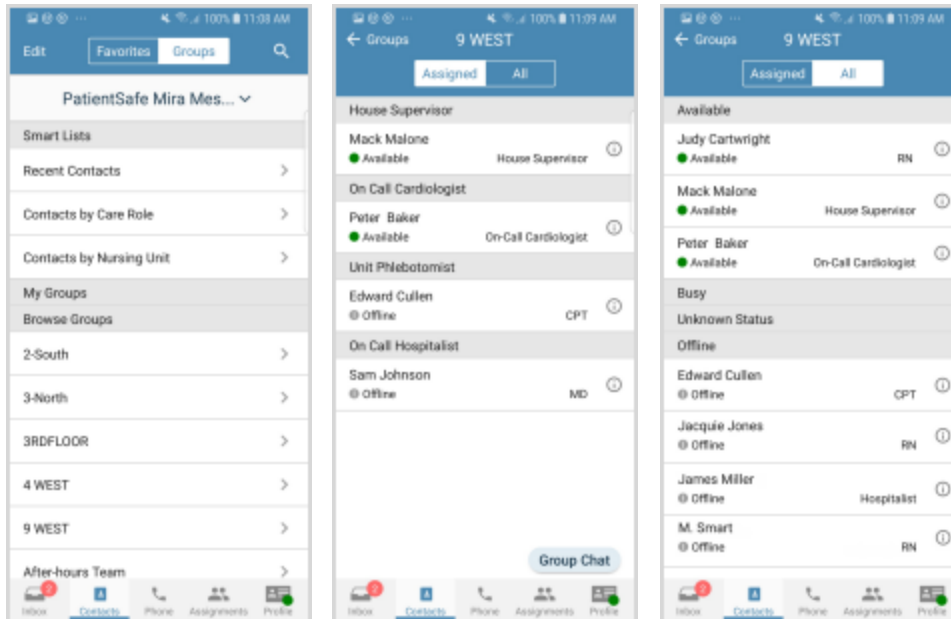 100% 11:08 AM
Edit Favorites Groups
PatientSafe Mira Mes...
Smart Lists
Recent Contacts
Contacts by Care Role
Contacts by Nursing Unit
My Groups
Browse Groups
2-South
3-North
3RDFLOOR
4 WEST
9 WEST
After-hours Team
2
Inbox Contacts Phone Assignments Profile
100% 11:09 AM
Groups 9 WEST
Assigned All
House Supervisor
Mack Malone
Available House Supervisor
On Call Cardiologist
Peter Baker
Available On-Call Cardiologist
Unit Phlebotomist
Edward Cullen
Offline CPT
On Call Hospitalist
Sam Johnson
Offline MD
Group Chat
2
Inbox Contacts Phone Assignments Profile
100% 11:09 AM
Groups 9 WEST
Assigned All
Available
Judy Cartwright
Available RN
Mack Malone
Available House Supervisor
Peter Baker
Available On-Call Cardiologist
Busy
Unknown Status
Offline
Edward Cullen
Offline CPT
Jacquie Jones
Offline RN
James Miller
Offline Hospitalist
M. Smart
Offline RN
2
Inbox Contacts Phone Assignments Profile